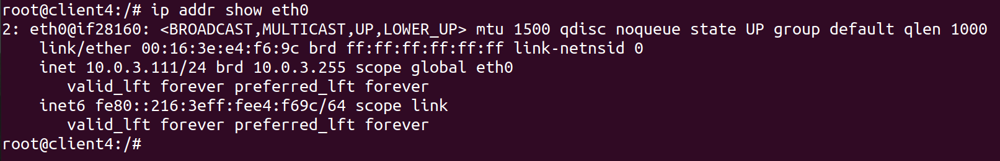 root@client4:/# ip addr show eth0
2: eth0@if28160: <BROADCAST,MULTICAST,UP,LOWER_UP> mtu 1500 qdisc noqueue state UP group default qlen 1000
    link/ether 00:16:3e:e4:f6:9c brd ff:ff:ff:ff:ff:ff link-netnsid 0
    inet 10.0.3.111/24 brd 10.0.3.255 scope global eth0
       valid_lft forever preferred_lft forever
    inet6 fe80::216:3eff:fee4:f69c/64 scope link
       valid_lft forever preferred_lft forever
root@client4:/#